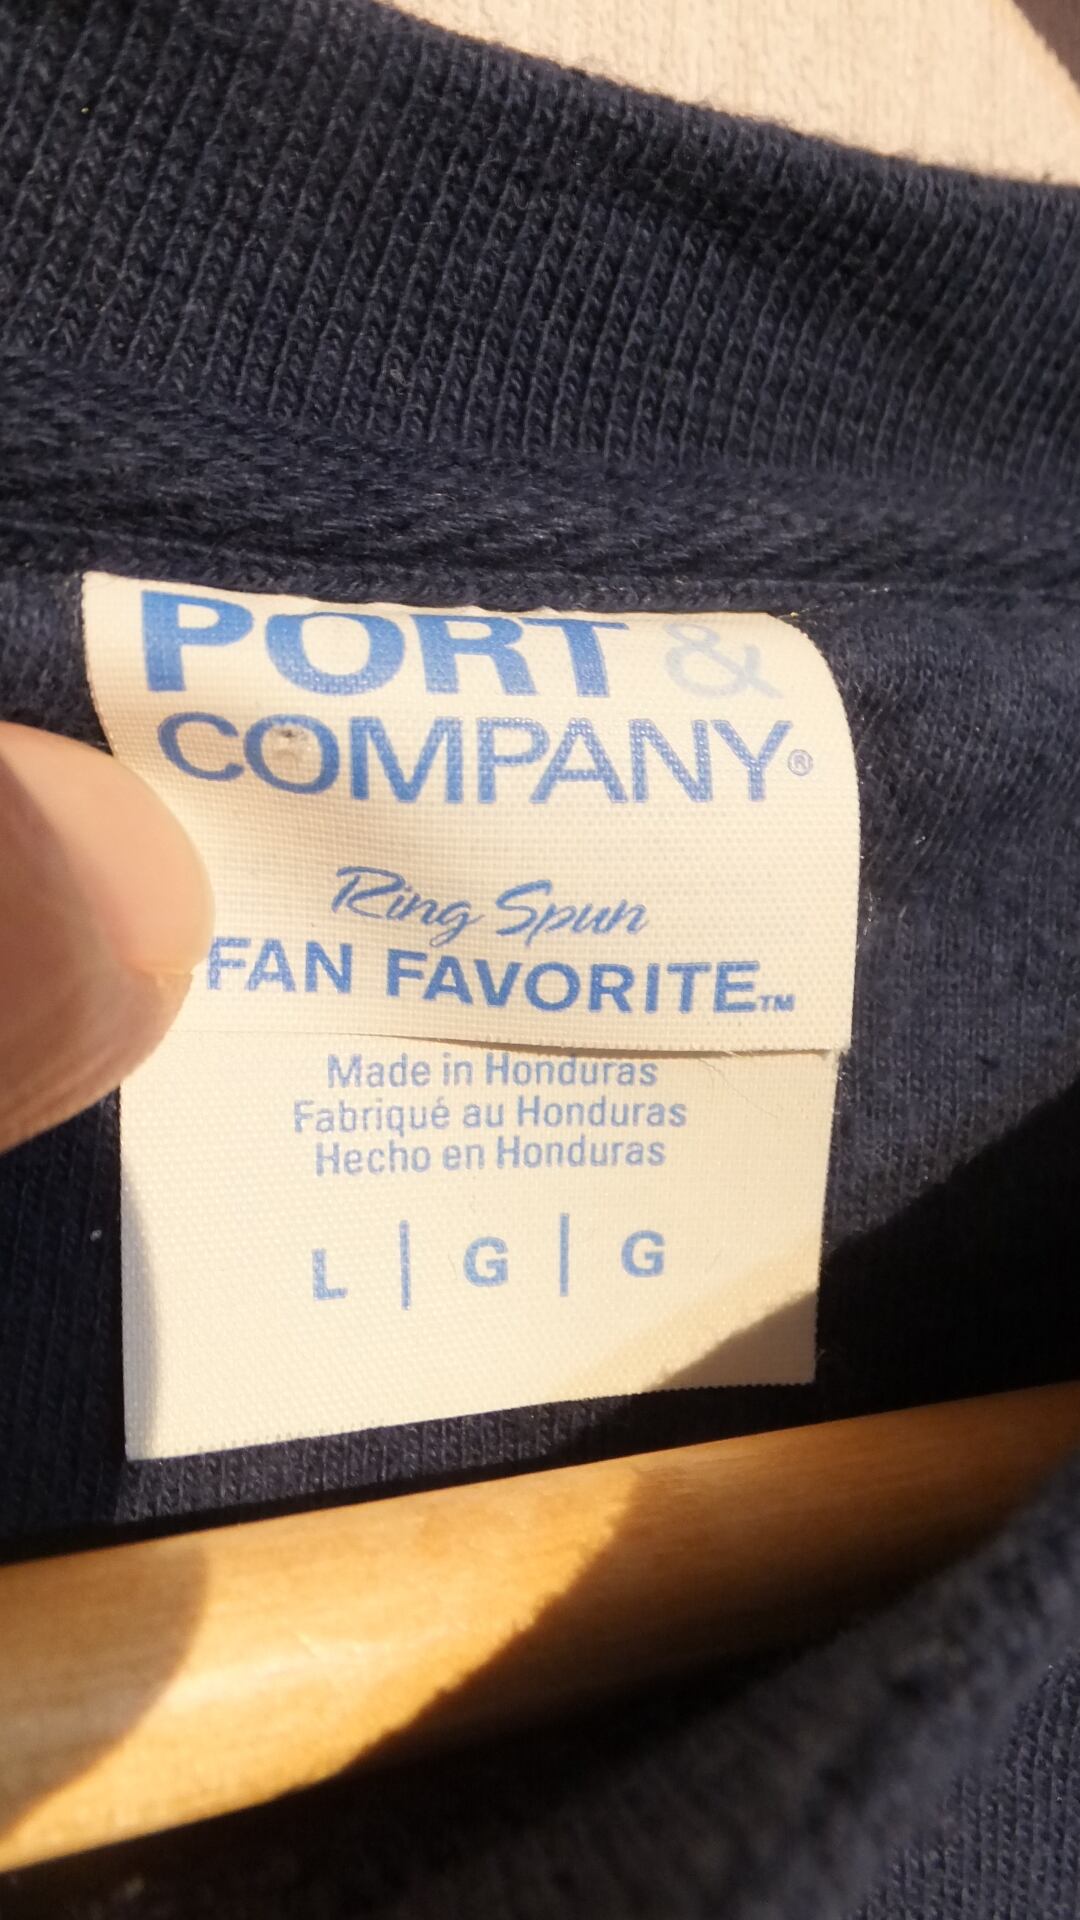 PORT &
COMPANY®
Ring Spun
FAN FAVORITE™
Made in Honduras
Fabriqué au Honduras
Hecho en Honduras
L | G | G